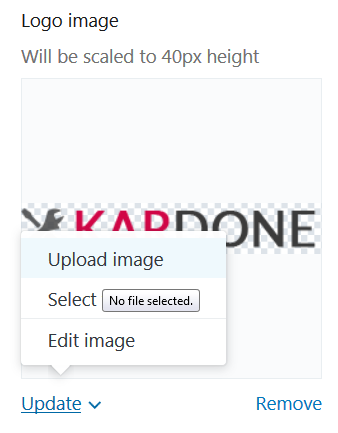 Logo image
Will be scaled to 40px height
KARDONE
Upload image
Select No file selected.
Edit image
Update Remove